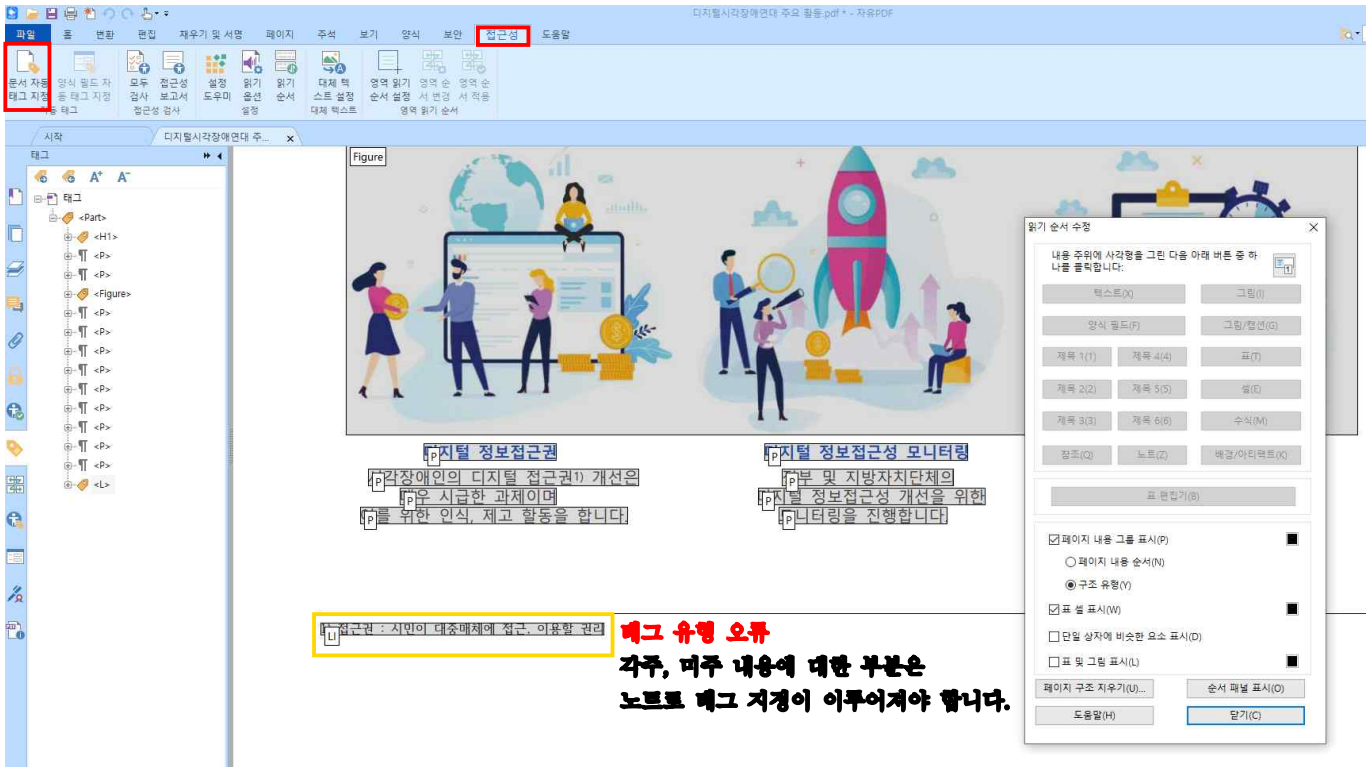 디지털시각장애연대 주요 활동.pdf * - 자유PDF
파일 홈 변환 편집 채우기 및 서명 페이지 주석 보기 양식 보안 접근성 도움말
문서 자동 태그 지정
양식 필드 자동 태그 지정
모두 검사
접근성 보고서
설정 도우미
읽기 옵션
읽기 순서
대체 텍스트 설정
영역 읽기 순서 설정
영역 순서 변경
영역 순서 적용
자동 태그
접근성 검사
설정
대체 텍스트
영역 읽기 순서
시작
디지털시각장애연대 주... x
태그
A+ A-
태그
<Part>
<H1>
<P>
<P>
<Figure>
<P>
<P>
<P>
<P>
<P>
<P>
<P>
<P>
<P>
<L>
Figure
P 지털 정보접근권
P 각장애인의 디지털 접근권1) 개선은
P 우 시급한 과제이며
P 를 위한 인식, 제고 할동을 합니다.
P 지털 정보접근성 모니터링
P 부 및 지방자치단체의
P 지털 정보접근성 개선을 위한
P 니터링을 진행합니다.
LI 접근권 : 시민이 대중매체에 접근, 이용할 권리
태그 유형 오류
각주, 미주 내용에 대한 부분은
노트로 태그 지정이 이루어져야 합니다.
읽기 순서 수정
내용 주위에 사각형을 그린 다음 아래 버튼 중 하
나를 클릭합니다:
텍스트(X) 그림(I)
양식 필드(F) 그림/캡션(G)
제목 1(1) 제목 4(4) 표(T)
제목 2(2) 제목 5(5) 셀(E)
제목 3(3) 제목 6(6) 수식(M)
참조(Q) 노트(Z) 배경/아티팩트(K)
표 편집기(B)
페이지 내용 그룹 표시(P)
페이지 내용 순서(N)
구조 유형(Y)
표 셀 표시(W)
단일 상자에 비슷한 요소 표시(D)
표 및 그림 표시(L)
페이지 구조 지우기(U)... 순서 패널 표시(O)
도움말(H) 닫기(C)